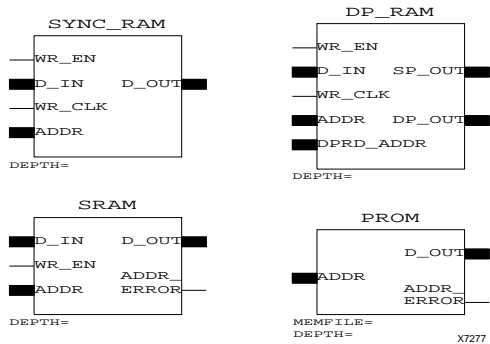 SYNC_RAM
WR_EN
D_IN D_OUT
WR_CLK
ADDR
DEPTH=
DP_RAM
WR_EN
D_IN SP_OUT
WR_CLK
ADDR DP_OUT
DPRD_ADDR
DEPTH=
SRAM
D_IN D_OUT
WR_EN
ADDR_
ADDR ERROR
DEPTH=
PROM
D_OUT
ADDR
ADDR_
ERROR
MEMFILE=
DEPTH=
X7277